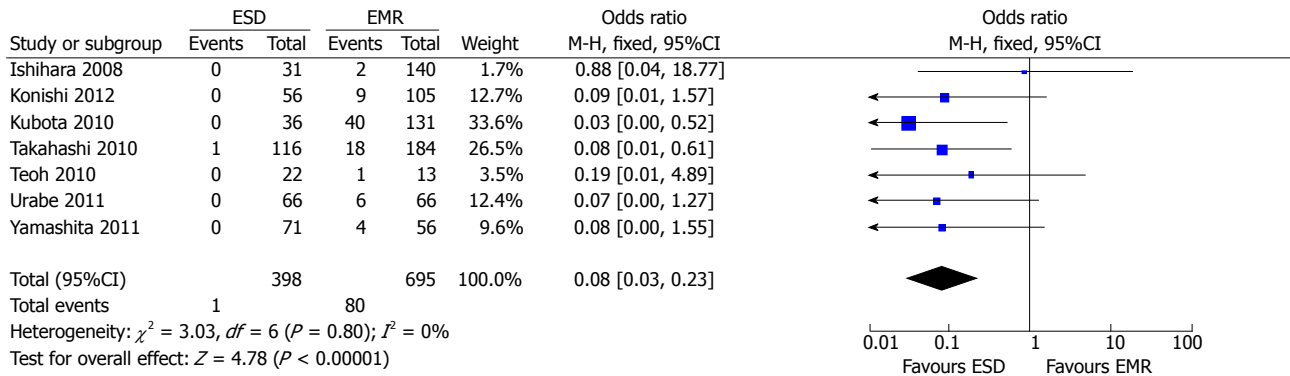 ESD EMR Odds ratio Odds ratio
Study or subgroup Events Total Events Total Weight M-H, fixed, 95%CI M-H, fixed, 95%CI
Ishihara 2008 0 31 2 140 1.7% 0.88 [0.04, 18.77]
Konishi 2012 0 56 9 105 12.7% 0.09 [0.01, 1.57]
Kubota 2010 0 36 40 131 33.6% 0.03 [0.00, 0.52]
Takahashi 2010 1 116 18 184 26.5% 0.08 [0.01, 0.61]
Teoh 2010 0 22 1 13 3.5% 0.19 [0.01, 4.89]
Urabe 2011 0 66 6 66 12.4% 0.07 [0.00, 1.27]
Yamashita 2011 0 71 4 56 9.6% 0.08 [0.00, 1.55]
Total (95%CI) 398 695 100.0% 0.08 [0.03, 0.23]
Total events 1 80
Heterogeneity: χ² = 3.03, df = 6 (P = 0.80); I² = 0%
Test for overall effect: Z = 4.78 (P < 0.00001)
0.01 0.1 1 10 100
Favours ESD Favours EMR